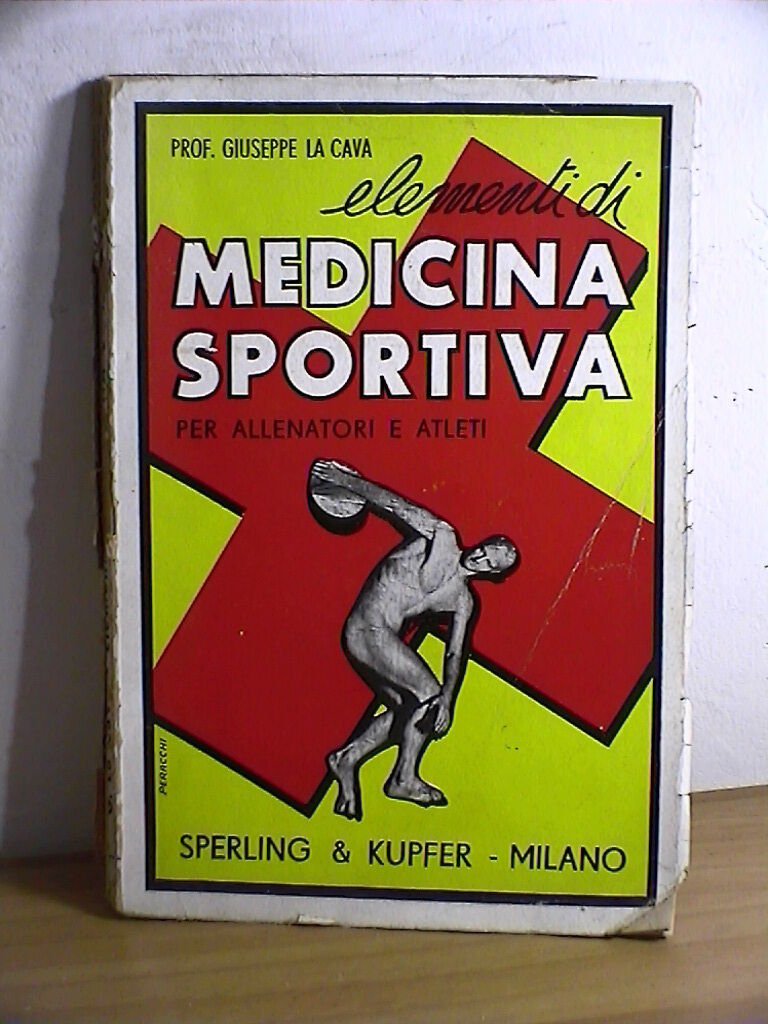 PROF. GIUSEPPE LA CAVA
elementi di
MEDICINA
SPORTIVA
PER ALLENATORI E ATLETI
PERACCHI
SPERLING & KUPFER - MILANO